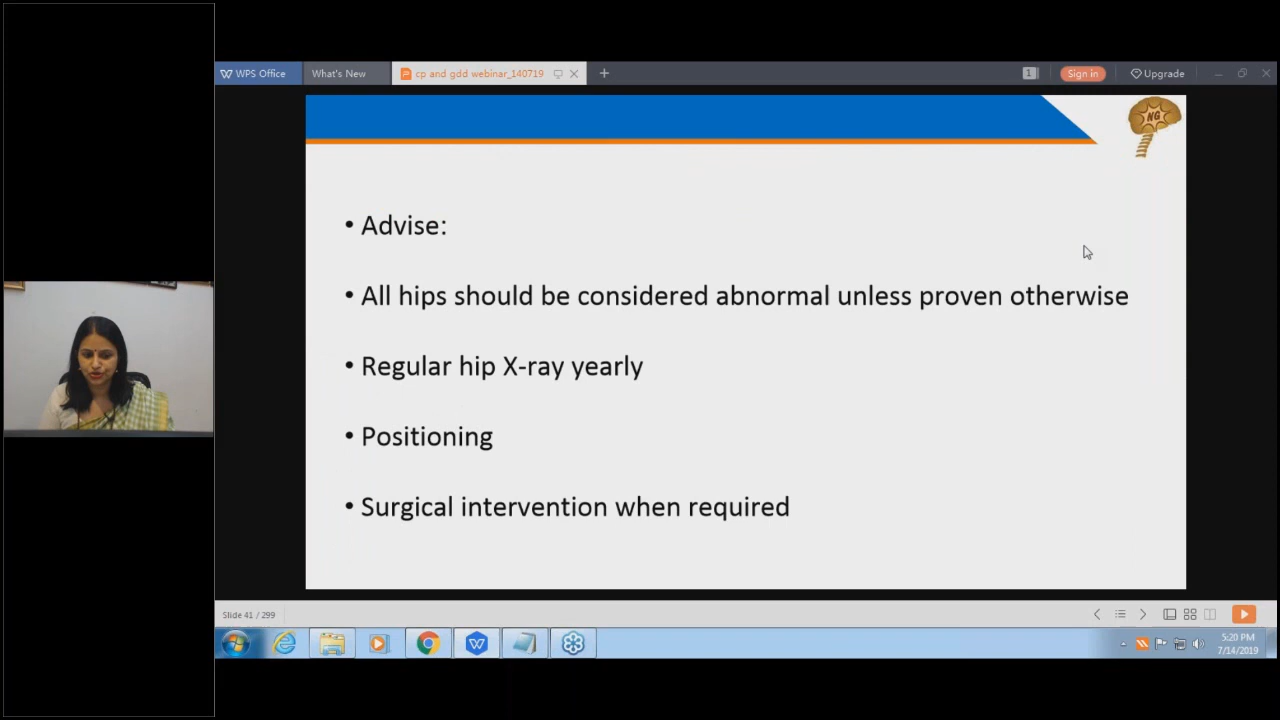 WPS Office
What's New
cp and gdd webinar_140719
1
Sign in
Upgrade
NG
• Advise:
• All hips should be considered abnormal unless proven otherwise
• Regular hip X-ray yearly
• Positioning
• Surgical intervention when required
Slide 41 / 299
5:20 PM
7/14/2019